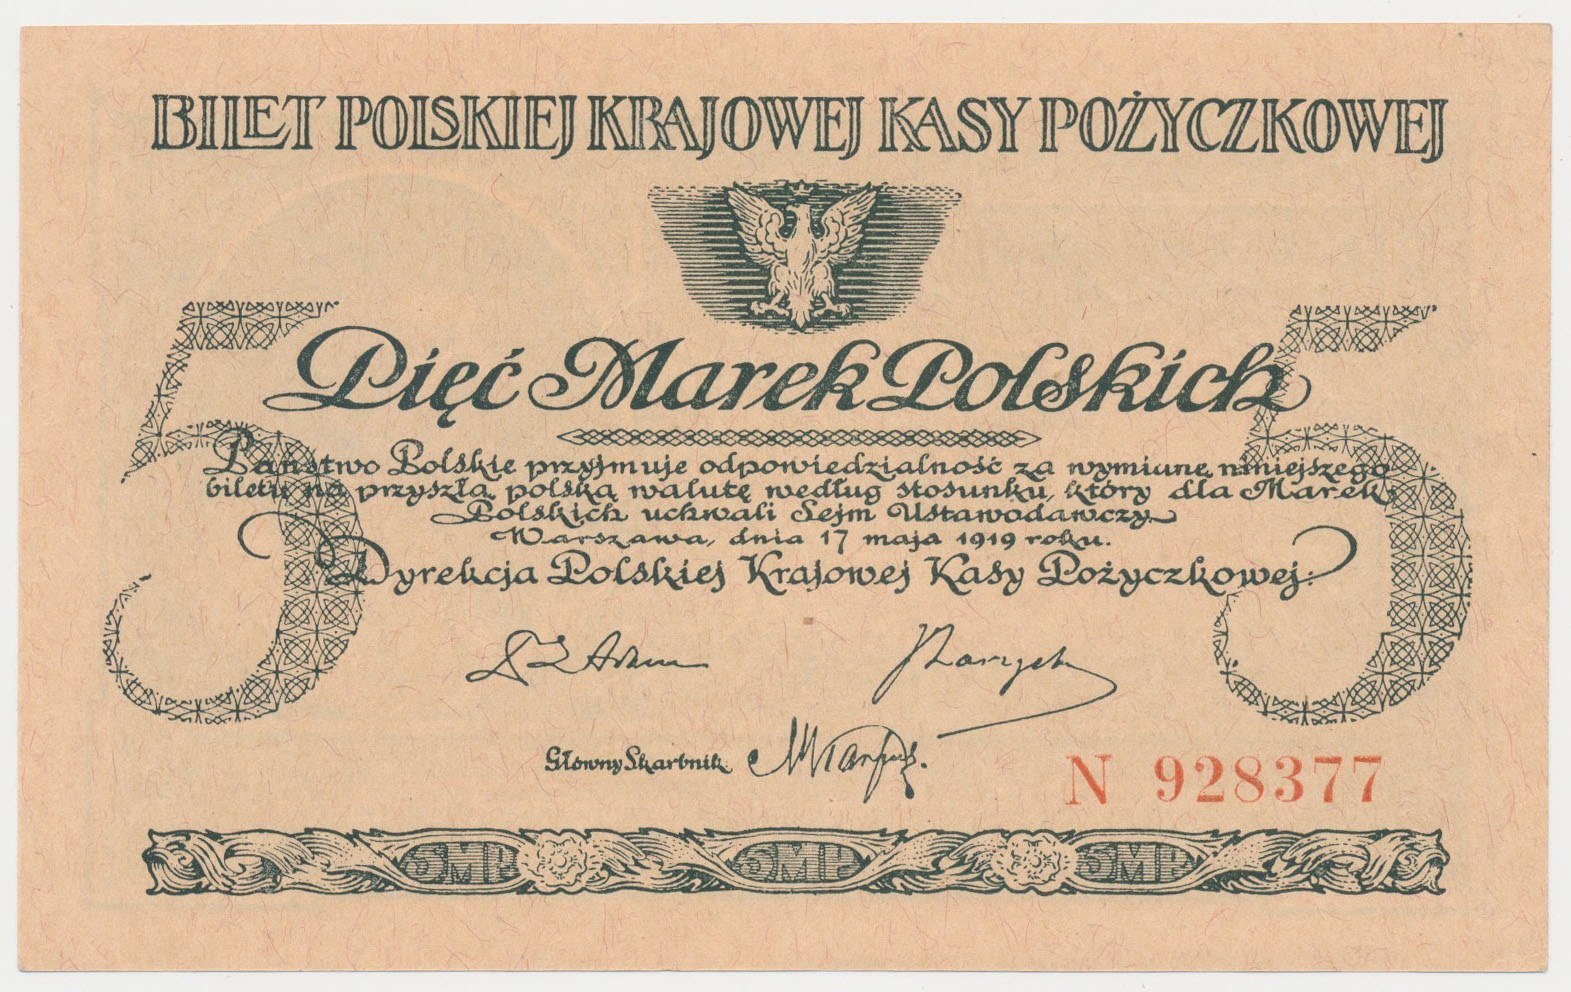 BILET POLSKIEJ KRAJOWEJ KASY POŻYCZKOWEJ
5 5
Pięć Marek Polskich
Państwo Polskie przyjmuje odpowiedzialność za wymianę niniejszego
biletu na przyszłą polską walutę według stosunku, który dla Marek
Polskich uchwali Sejm Ustawodawczy
Warszawa, dnia 17 maja 1919 roku.
Dyrekcja Polskiej Krajowej Kasy Pożyczkowej:
Główny Skarbnik
N 928377
5MP 5MP 5MP